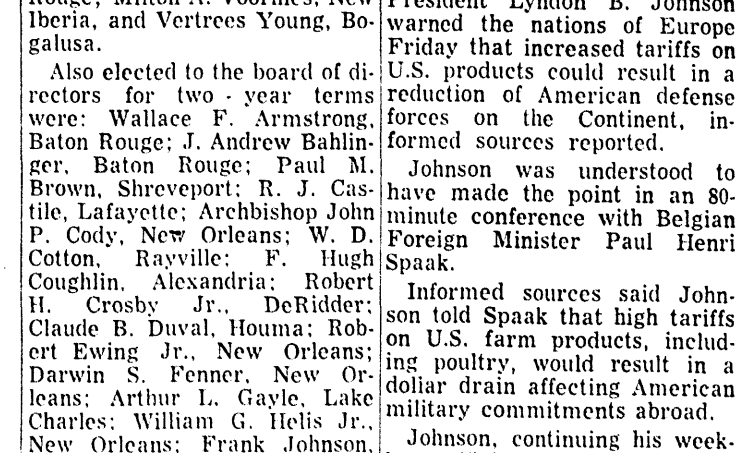 Rouge; Milton A. Voorhies, New
Iberia, and Vertrees Young, Bo-
galusa.
Also elected to the board of di-
rectors for two - year terms
were: Wallace F. Armstrong,
Baton Rouge; J. Andrew Bahlin-
ger, Baton Rouge; Paul M.
Brown, Shreveport; R. J. Cas-
tile, Lafayette; Archbishop John
P. Cody, New Orleans; W. D.
Cotton, Rayville; F. Hugh
Coughlin, Alexandria; Robert
H. Crosby Jr., DeRidder;
Claude B. Duval, Houma; Rob-
ert Ewing Jr., New Orleans;
Darwin S. Fenner, New Or-
leans; Arthur L. Gayle, Lake
Charles; William G. Helis Jr.,
New Orleans; Frank Johnson,
President Lyndon B. Johnson
warned the nations of Europe
Friday that increased tariffs on
U.S. products could result in a
reduction of American defense
forces on the Continent, in-
formed sources reported.
Johnson was understood to
have made the point in an 80-
minute conference with Belgian
Foreign Minister Paul Henri
Spaak.
Informed sources said John-
son told Spaak that high tariffs
on U.S. farm products, includ-
ing poultry, would result in a
doliar drain affecting American
military commitments abroad.
Johnson, continuing his week-